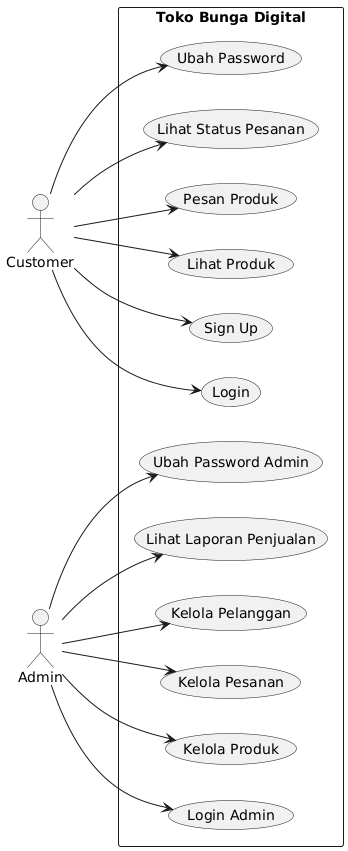 Toko Bunga Digital
Ubah Password
Lihat Status Pesanan
Pesan Produk
Customer
Lihat Produk
Sign Up
Login
Ubah Password Admin
Lihat Laporan Penjualan
Kelola Pelanggan
Admin
Kelola Pesanan
Kelola Produk
Login Admin